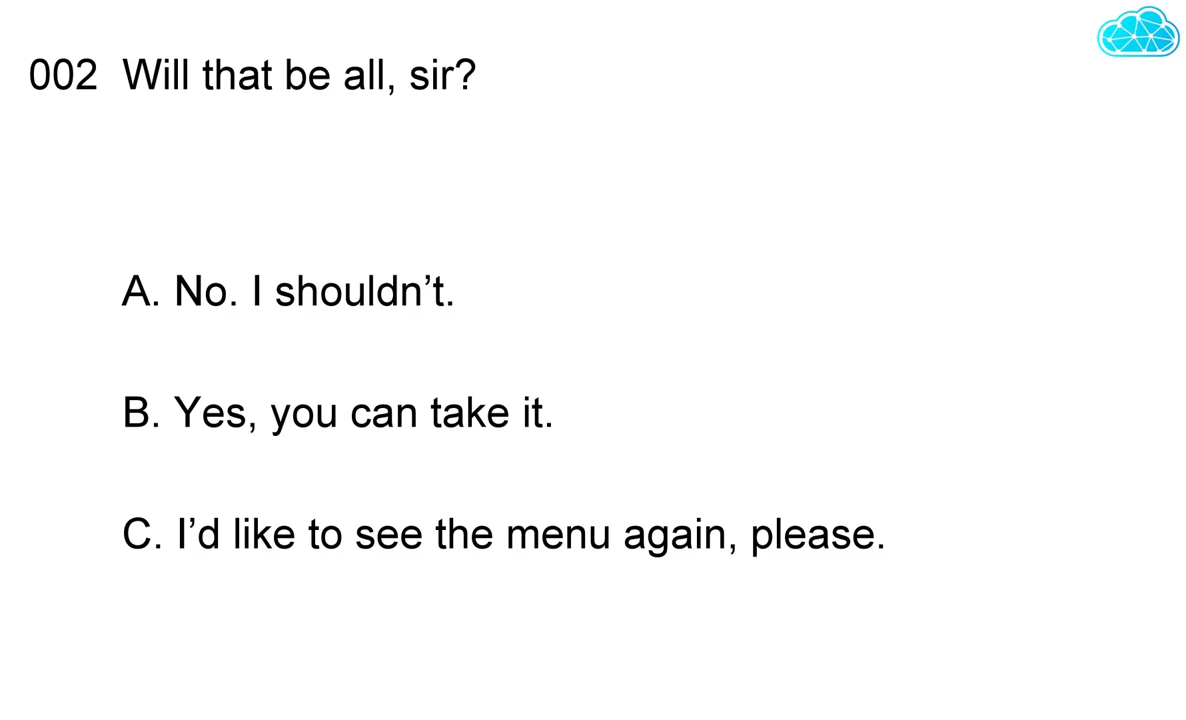 002 Will that be all, sir?
A. No. I shouldn’t.
B. Yes, you can take it.
C. I’d like to see the menu again, please.